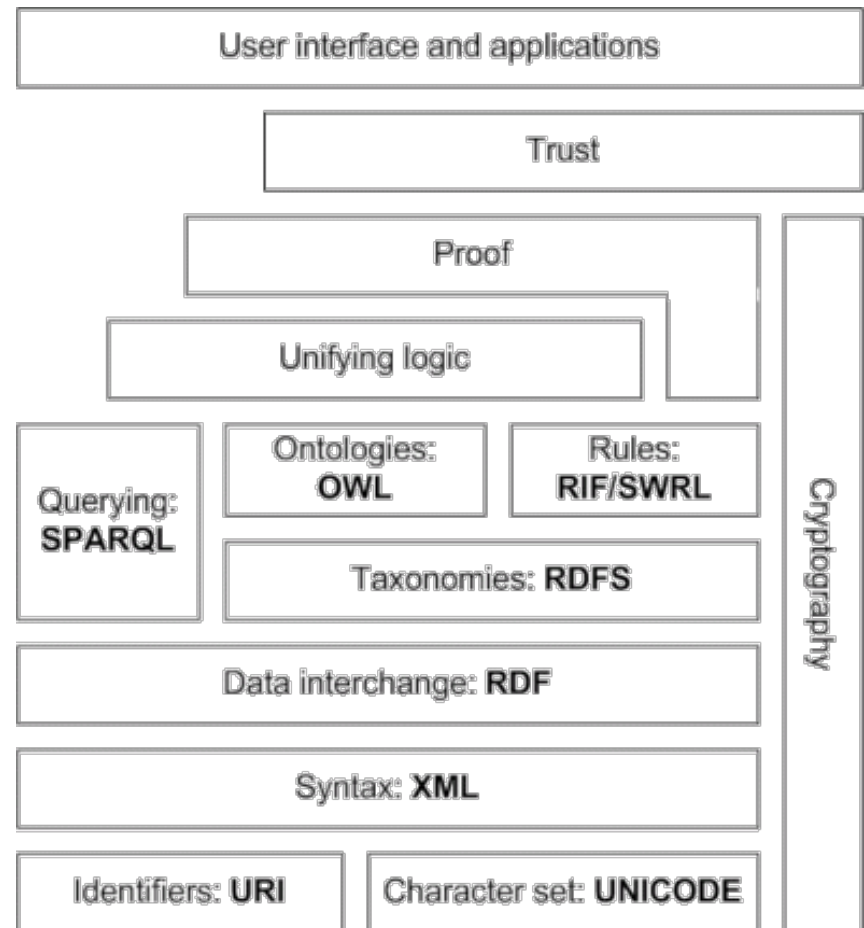 User interface and applications
Trust
Proof
Unifying logic
Ontologies:
OWL
Rules:
RIF/SWRL
Querying:
SPARQL
Taxonomies: RDFS
Cryptography
Data interchange: RDF
Syntax: XML
Identifiers: URI
Character set: UNICODE